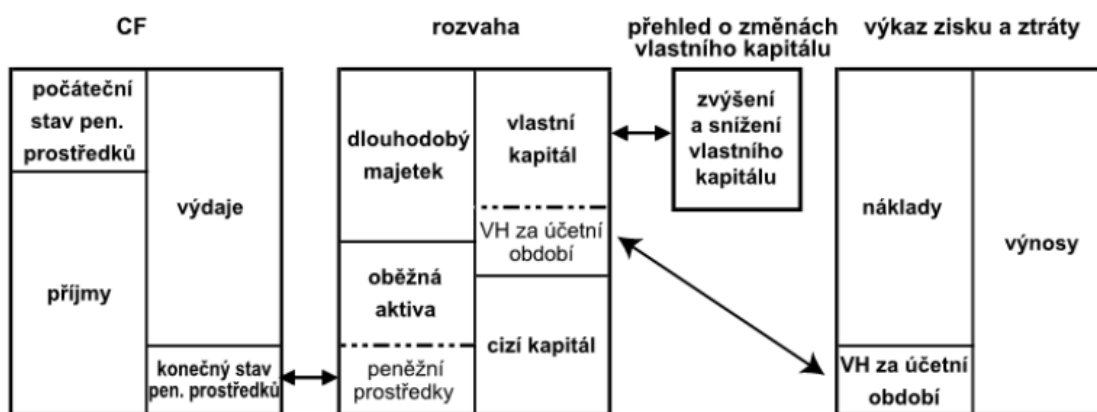 CF
počáteční
stav pen.
prostředků
příjmy
výdaje
konečný stav
pen. prostředků
rozvaha
dlouhodobý
majetek
oběžná
aktiva
peněžní
prostředky
vlastní
kapitál
VH za účetní
období
cizí kapitál
přehled o změnách
vlastního kapitálu
zvýšení
a snížení
vlastního
kapitálu
výkaz zisku a ztráty
náklady
VH za účetní
období
výnosy